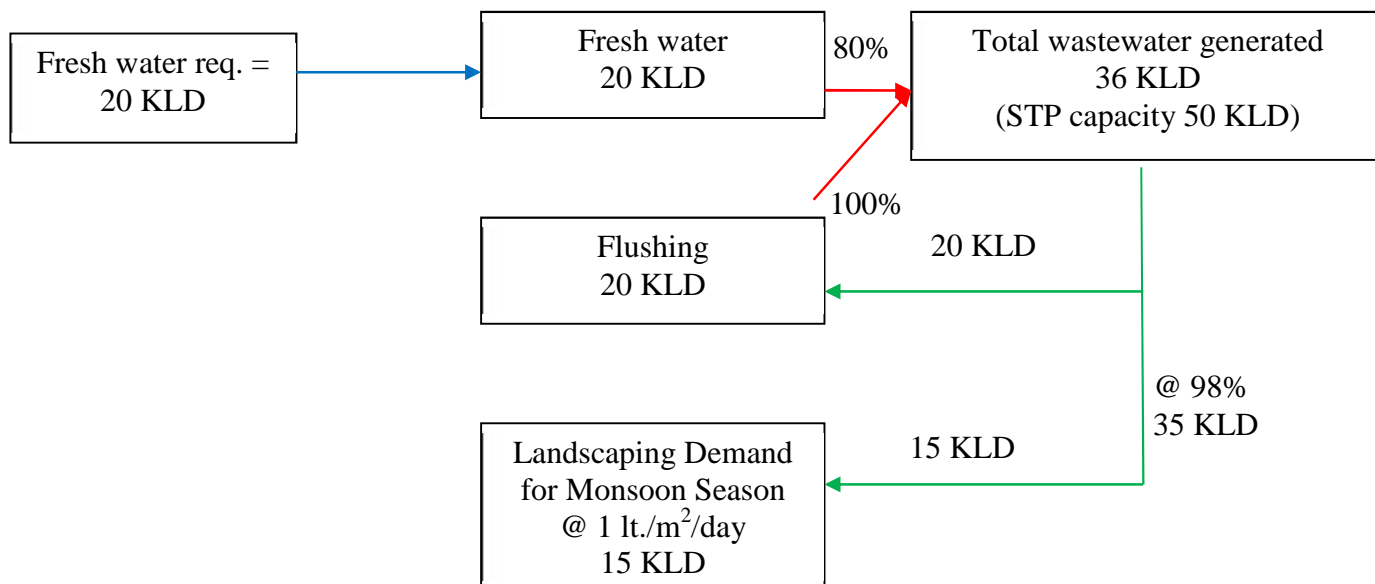 Fresh water req. =
20 KLD
Fresh water
20 KLD
80%
Total wastewater generated
36 KLD
(STP capacity 50 KLD)
100%
Flushing
20 KLD
20 KLD
@ 98%
35 KLD
Landscaping Demand
for Monsoon Season
@ 1 lt./m²/day
15 KLD
15 KLD